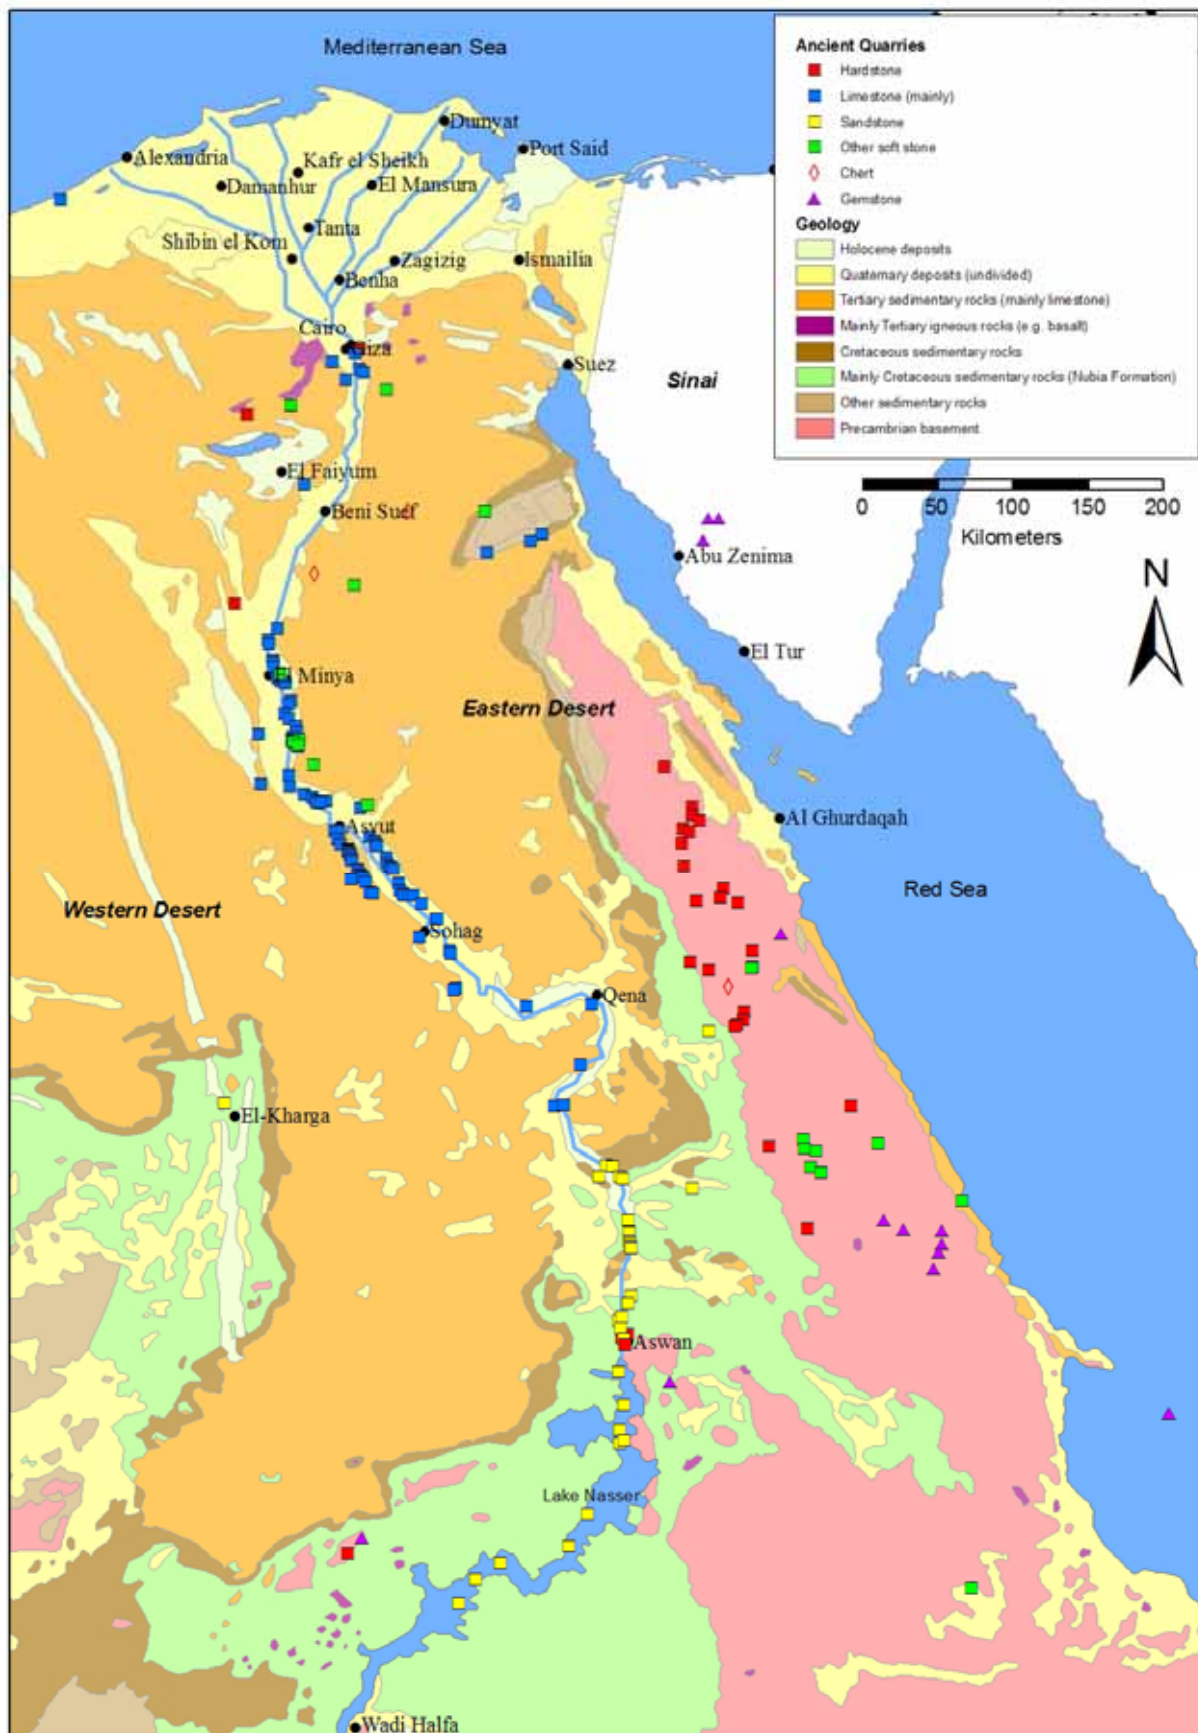 Mediterranean Sea
Ancient Quarries
Hardstone
Limestone (mainly)
Sandstone
Other soft stone
Chert
Gemstone
Geology
Holocene deposits
Quaternary deposits (undivided)
Tertiary sedimentary rocks (mainly limestone)
Mainly Tertiary igneous rocks (e.g. basalt)
Cretaceous sedimentary rocks
Mainly Cretaceous sedimentary rocks (Nubia Formation)
Other sedimentary rocks
Precambrian basement
0 50 100 150 200
Kilometers
N
Dumyat
Port Said
Alexandria
Kafr el Sheikh
Damanhur
El Mansura
Tanta
Shibin el Kom
Zagizig
Ismailia
Benha
Cairo
Giza
Suez
Sinai
El Faiyum
Beni Suef
Abu Zenima
El Tur
El Minya
Eastern Desert
Al Ghurdaqah
Asyut
Red Sea
Western Desert
Sohag
Qena
El-Kharga
Aswan
Lake Nasser
Wadi Halfa